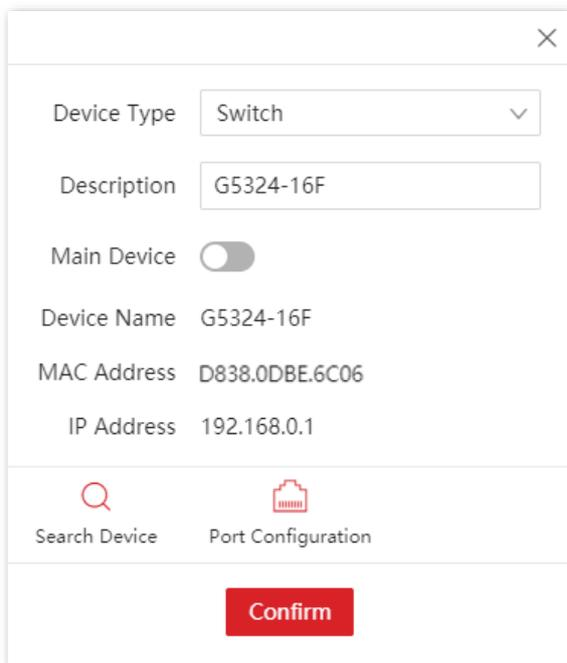 Device Type Switch
Description G5324-16F
Main Device
Device Name G5324-16F
MAC Address D838.0DBE.6C06
IP Address 192.168.0.1
Search Device Port Configuration
Confirm